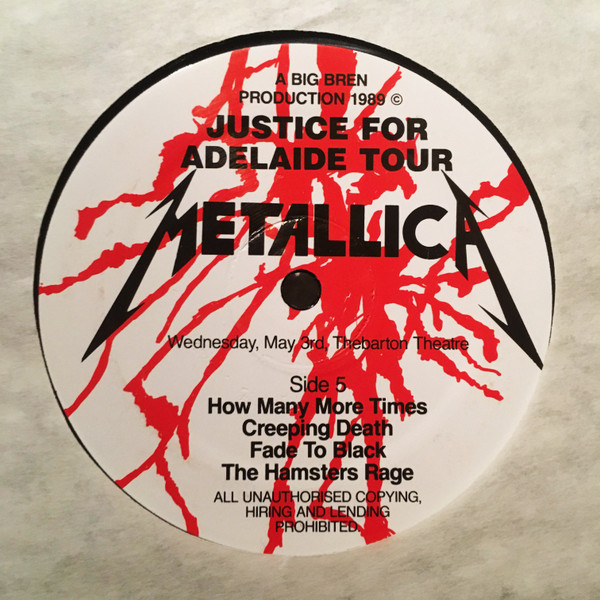 A BIG BREN
PRODUCTION 1989 ©
JUSTICE FOR
ADELAIDE TOUR
METALLICA
Wednesday, May 3rd, Thebarton Theatre
Side 5
How Many More Times
Creeping Death
Fade To Black
The Hamsters Rage
ALL UNAUTHORISED COPYING,
HIRING AND LENDING
PROHIBITED.